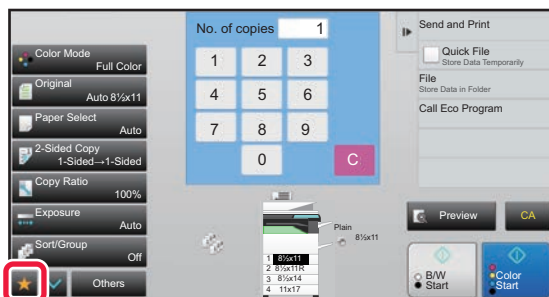 No. of copies 1
1 2 3
4 5 6
7 8 9
0 C
Color Mode
Full Color
Original
Auto 8½x11
Paper Select
Auto
2-Sided Copy
1-Sided→1-Sided
Copy Ratio
100%
Exposure
Auto
Sort/Group
Off
Others
Plain
8½x11
1 8½x11
2 8½x11R
3 8½x14
4 11x17
Send and Print
Quick File
Store Data Temporarily
File
Store Data in Folder
Call Eco Program
Preview
CA
B/W
Start
Color
Start